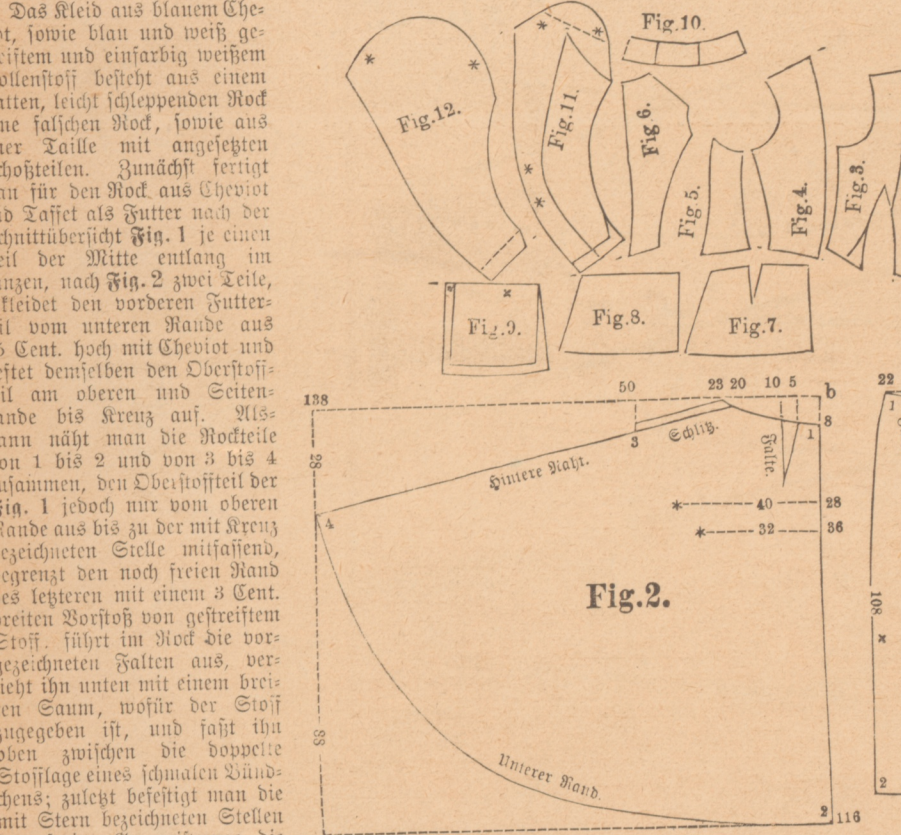 Das Kleid aus blauem Che-
ot, sowie blau und weiß ge-
eiftem und einfarbig weißem
ollenstoff besteht aus einem
atten, leicht schleppenden Rock
ne falschen Rock, sowie aus
ner Taille mit angesetzten
choßteilen. Zunächst fertigt
an für den Rock aus Cheviot
nd Taffet als Futter nach der
chnittübersicht Fig. 1 je einen
eil der Mitte entlang im
anzen, nach Fig. 2 zwei Teile,
kleidet den vorderen Futter-
il vom unteren Rande aus
Cent. hoch mit Cheviot und
eftet demselben den Oberstoff-
il am oberen und Seiten-
ande bis Kreuz auf. Als-
ann näht man die Rockteile
on 1 bis 2 und von 3 bis 4
usammen, den Oberstoffteil der
Fig. 1 jedoch nur vom oberen
Rande aus bis zu der mit Kreuz
ezeichneten Stelle mitfassend,
egrenzt den noch freien Rand
es letzteren mit einem 3 Cent.
reiten Vorstoß von gestreiftem
Stoff, führt im Rock die vor-
gezeichneten Falten aus, ver-
ieht ihn unten mit einem brei-
en Saum, wofür der Stoff
zugegeben ist, und faßt ihn
oben zwischen die doppelte
Stofflage eines schmalen Bünd-
chens; zuletzt befestigt man die
mit Stern bezeichneten Stellen
Fig.10.
Fig.12.
Fig.11.
Fig 6.
Fig 5.
Fig.4.
Fig.3.
Fig.9.
Fig.8.
Fig.7.
138
50
23 20
10 5
b
8
1
3
Schlitz.
Falte.
Hintere Naht.
28
4
40
28
32
36
Fig.2.
88
Unterer Rand.
2
116
22
1
108
2